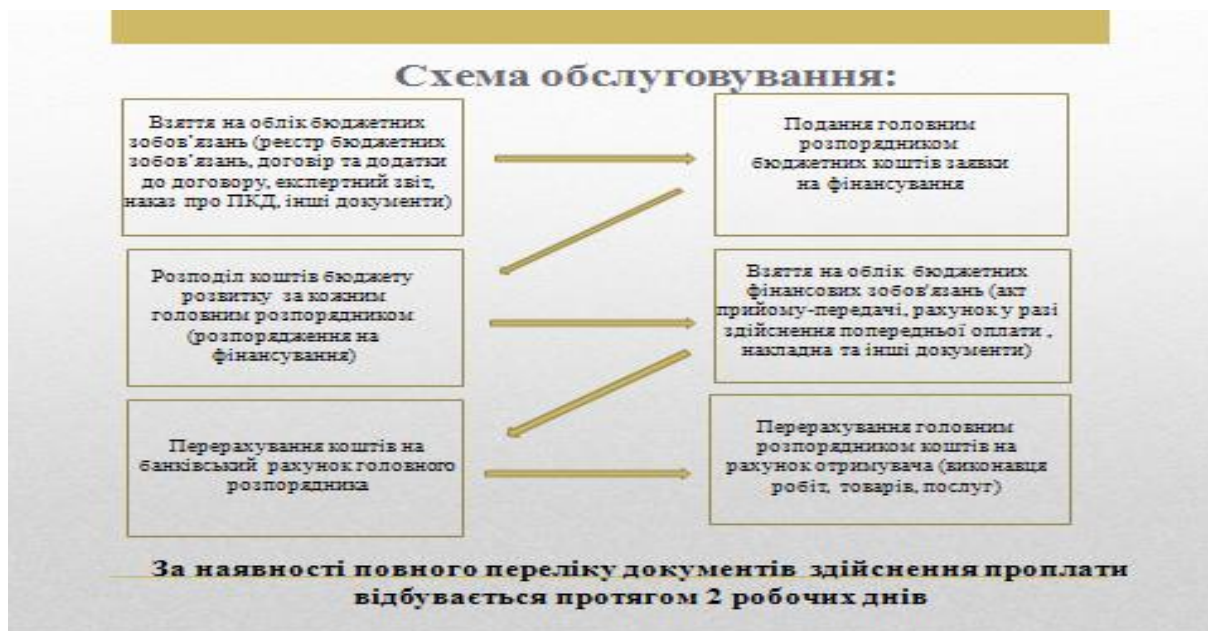 Схема обслуговування:
Взяття на облік бюджетних
зобов'язань (реєстр бюджетних
зобов'язань, договір та додатки
до договору, експертний звіт,
наказ про ПКД, інші документи)
Подання головним
розпорядником
бюджетних коштів заявки
на фінансування
Розподіл коштів бюджету
розвитку за кожним
головним розпорядником
(розпорядження на
фінансування)
Взяття на облік бюджетних
фінансових зобов'язань (акт
прийому-передачі, рахунок у разі
здійснення попередньої оплати ,
накладна та інші документи)
Перерахування коштів на
банківський рахунок головного
розпорядника
Перерахування головним
розпорядником коштів на
рахунок отримувача (виконавця
робіт, товарів, послуг)
За наявності повного переліку документів здійснення проплати
відбувається протягом 2 робочих днів